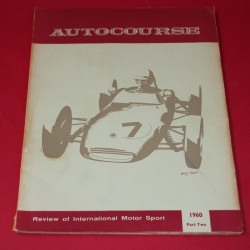 AUTOCOURSE
7
Review of International Motor Sport
1960
Part Two